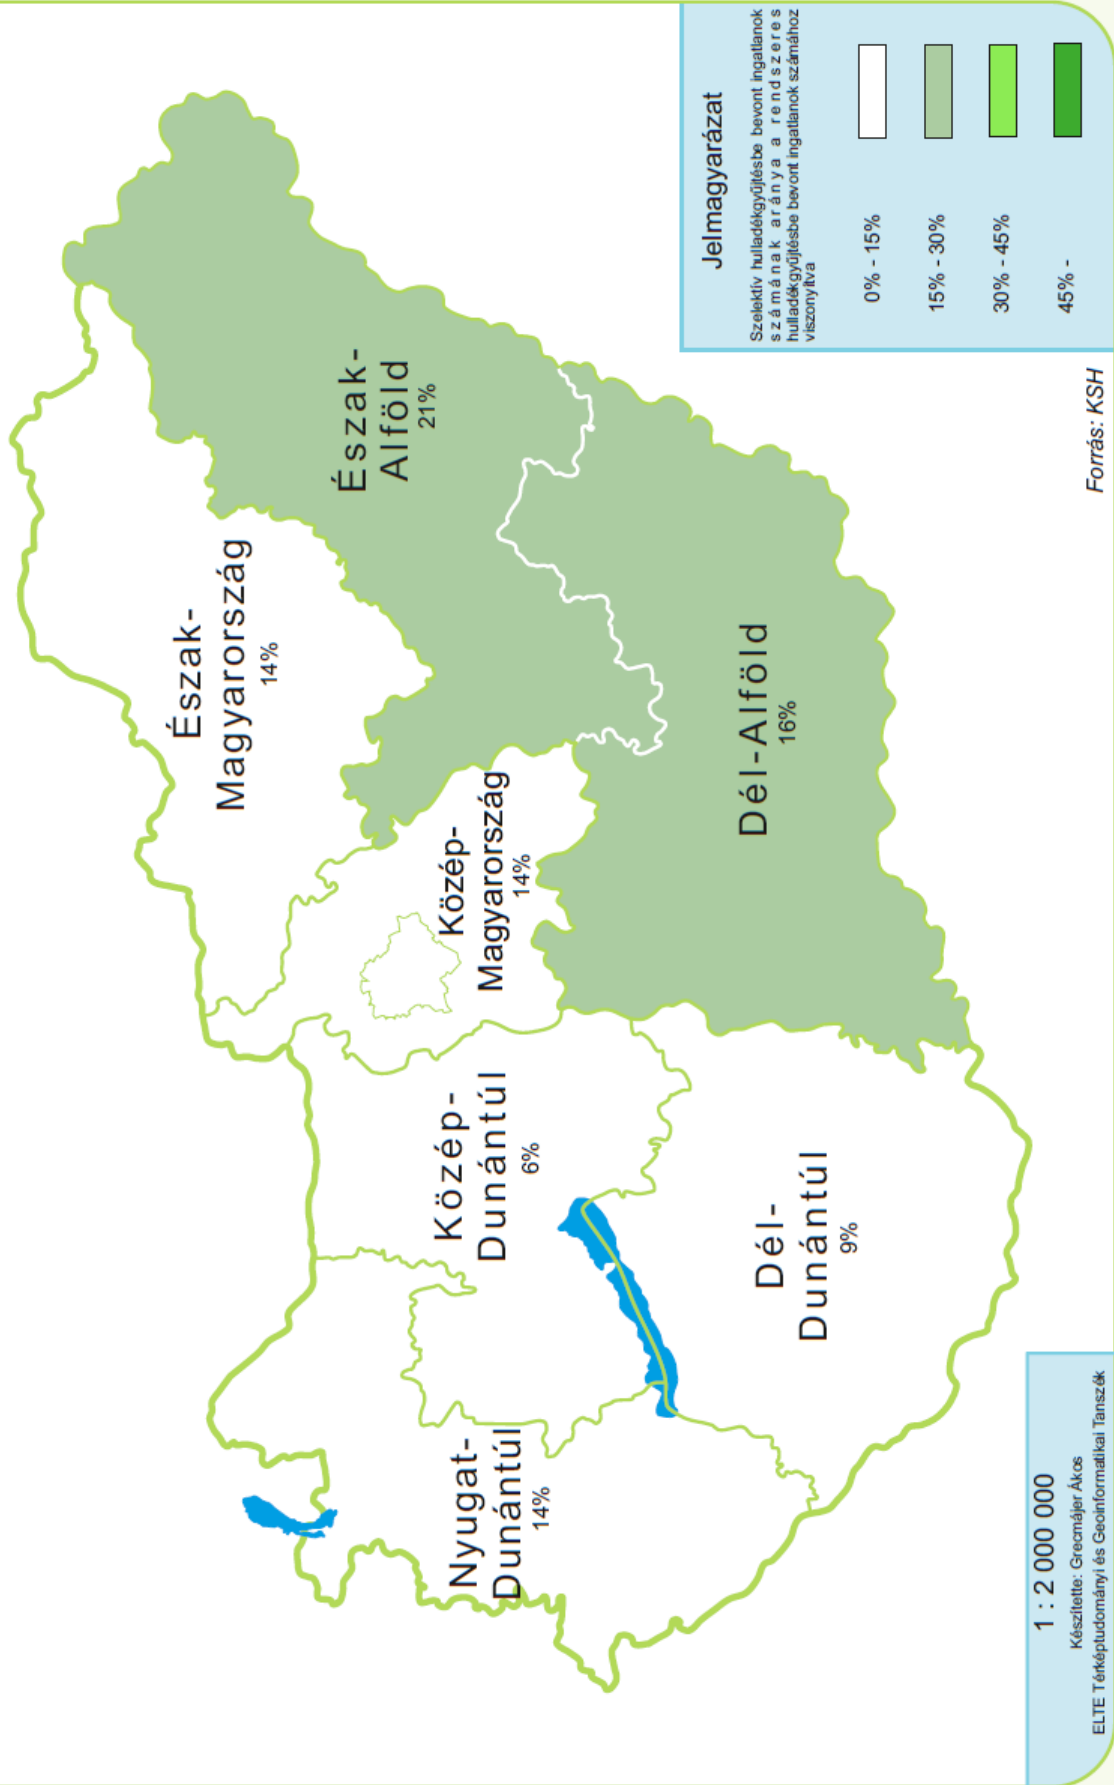 Észak-
Magyarország
14%
Észak-
Alföld
21%
Közép-
Magyarország
14%
Nyugat-
Dunántúl
14%
Közép-
Dunántúl
6%
Dél-
Dunántúl
9%
Dél-Alföld
16%
Jelmagyarázat
Szelektív hulladékgyűjtésbe bevont ingatlanok
számának aránya a rendszeres
hulladékgyűjtésbe bevont ingatlanok számához
viszonyítva
0% - 15%
15% - 30%
30% - 45%
45% -
1 : 2 000 000
Készítette: Grecmájer Ákos
ELTE Térképtudományi és Geoinformatikai Tanszék
Forrás: KSH